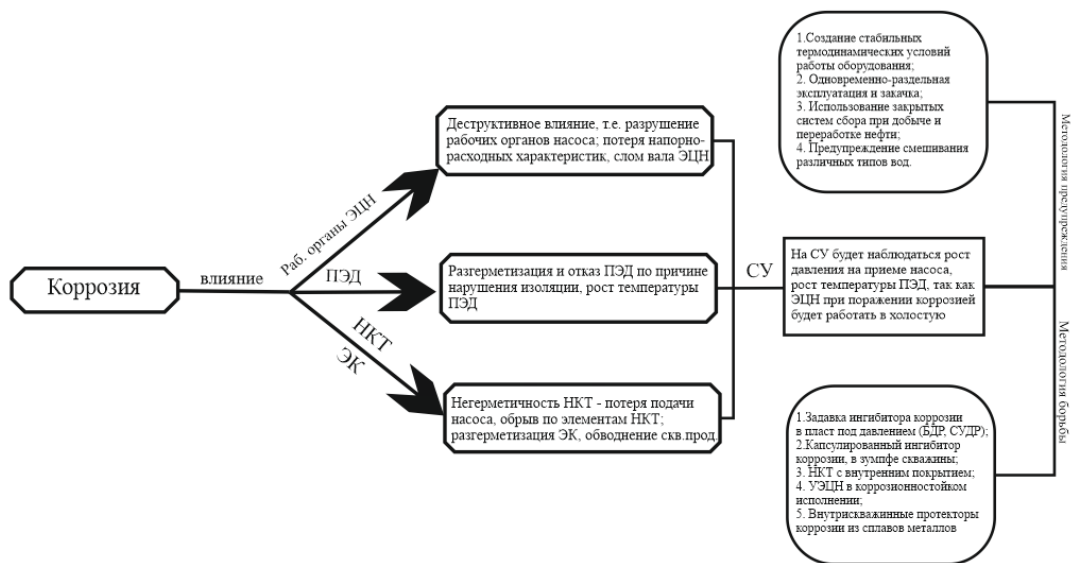 Коррозия
влияние
Раб. органы ЭЦН
ПЭД
НКТ
ЭК
Деструктивное влияние, т.е. разрушение
рабочих органов насоса; потеря напорно-
расходных характеристик, слом вала ЭЦН
Разгерметизация и отказ ПЭД по причине
нарушения изоляции, рост температуры
ПЭД
Негерметичность НКТ - потеря подачи
насоса, обрыв по элементам НКТ;
разгерметизация ЭК, обводнение скв.прод.
СУ
1.Создание стабильных
термодинамических условий
работы оборудования;
2. Одновременно-раздельная
эксплуатация и закачка;
3. Использование закрытых
систем сбора при добыче и
переработке нефти;
4. Предупреждение смешивания
различных типов вод.
Метология предупреждения
На СУ будет наблюдаться рост
давления на приеме насоса,
рост температуры ПЭД, так как
ЭЦН при поражении коррозией
будет работать в холостую
Методология борьбы
1.Задавка ингибитора коррозии
в пласт под давлением (БДР, СУДР);
2.Капсулированный ингибитор
коррозии, в зумпфе скважины;
3. НКТ с внутренним покрытием;
4. УЭЦН в коррозионностойком
исполнении;
5. Внутрискважинные протекторы
коррозии из сплавов металлов